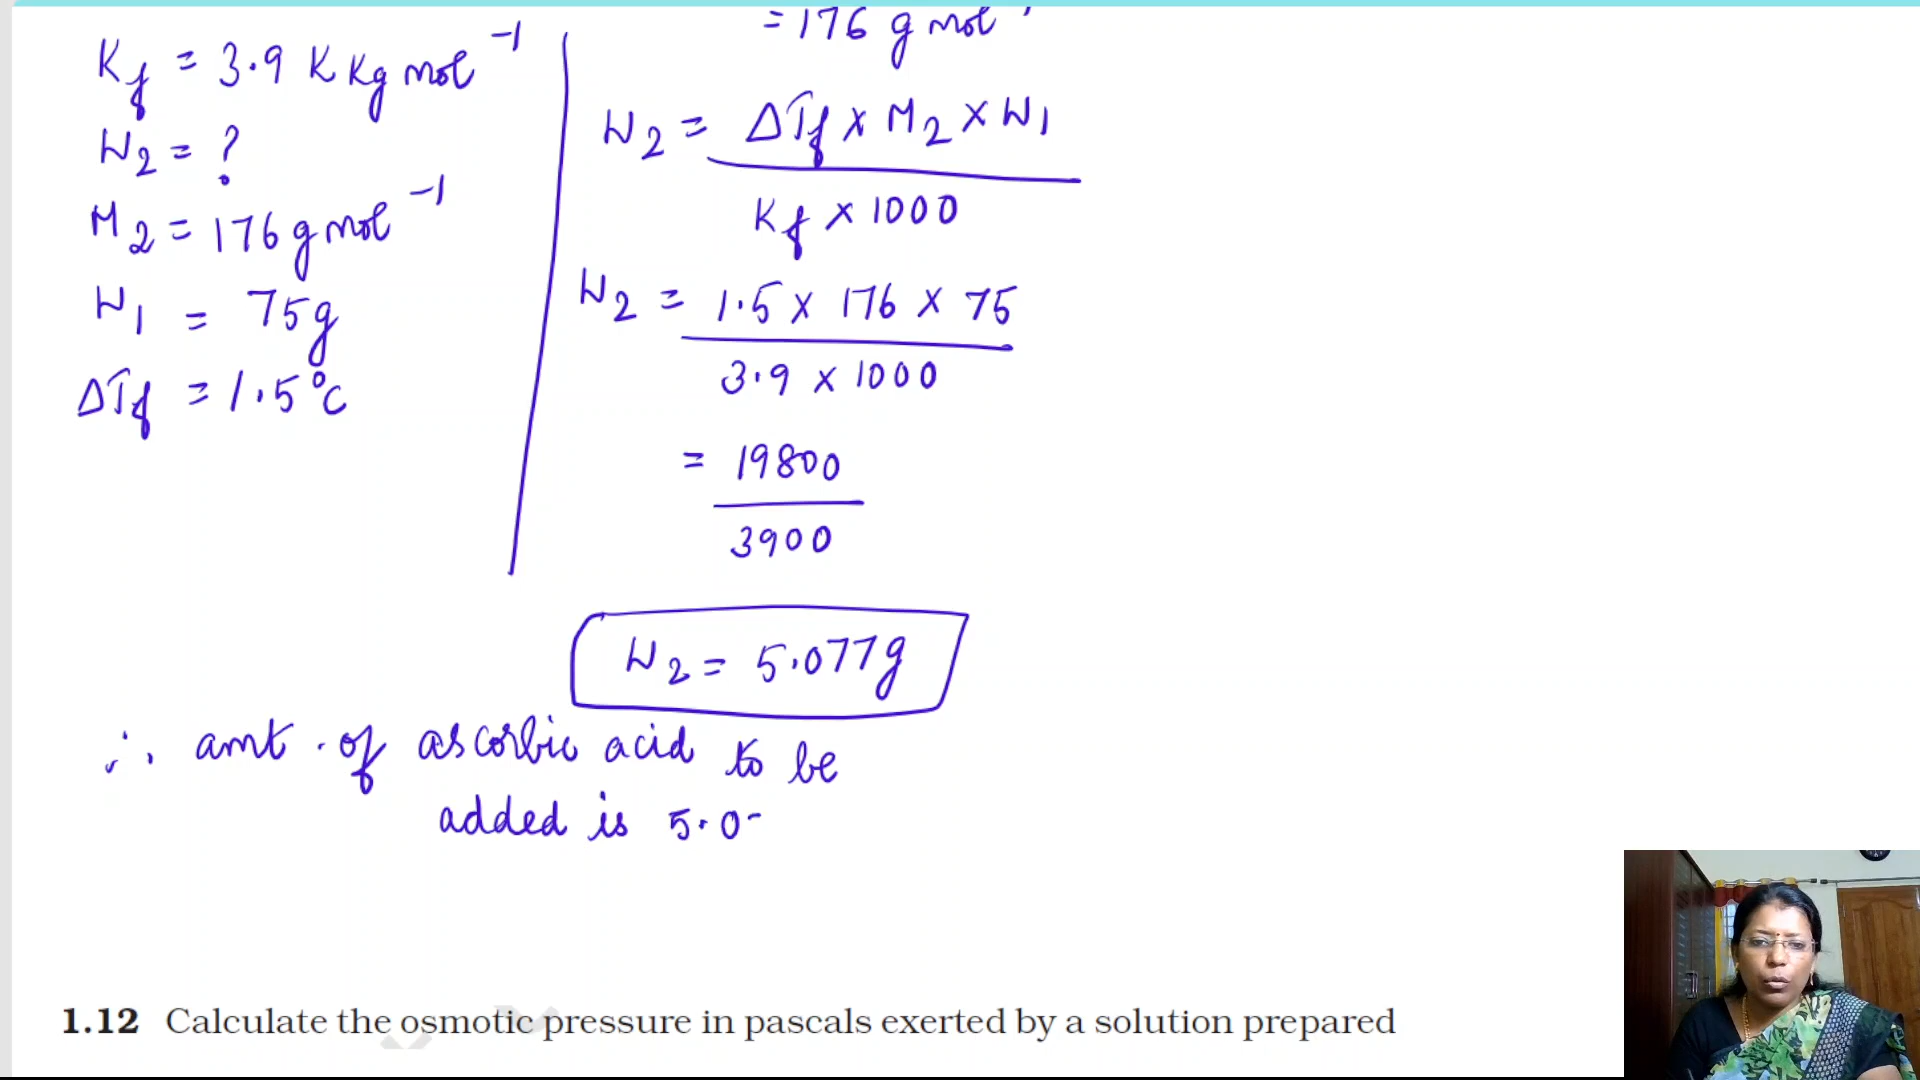 Kf = 3.9 K Kg mol⁻¹
W2 = ?
M2 = 176 g mol⁻¹
W1 = 75g
ΔTf = 1.5°C
= 176 g mol⁻¹
W2 = ΔTf × M2 × W1
Kf × 1000
W2 = 1.5 × 176 × 75
3.9 × 1000
= 19800
3900
W2 = 5.077g
∴ amt. of ascorbic acid to be
added is 5.0
1.12 Calculate the osmotic pressure in pascals exerted by a solution prepared